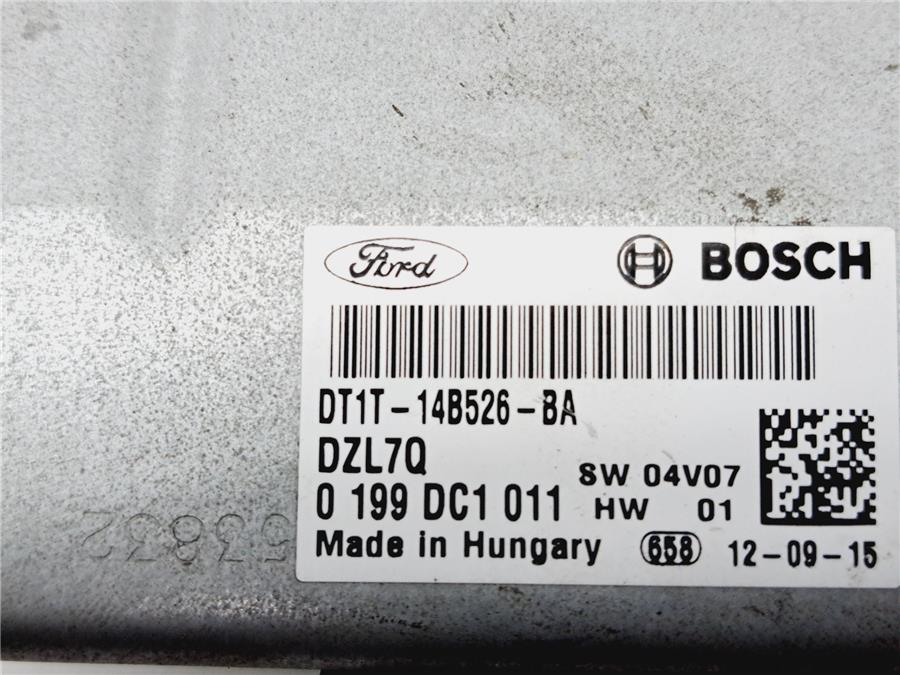 Ford
BOSCH
DT1T-14B526-BA
DZL7Q
SW 04V07
0 199 DC1 011
HW 01
Made in Hungary
658
12-09-15
53832